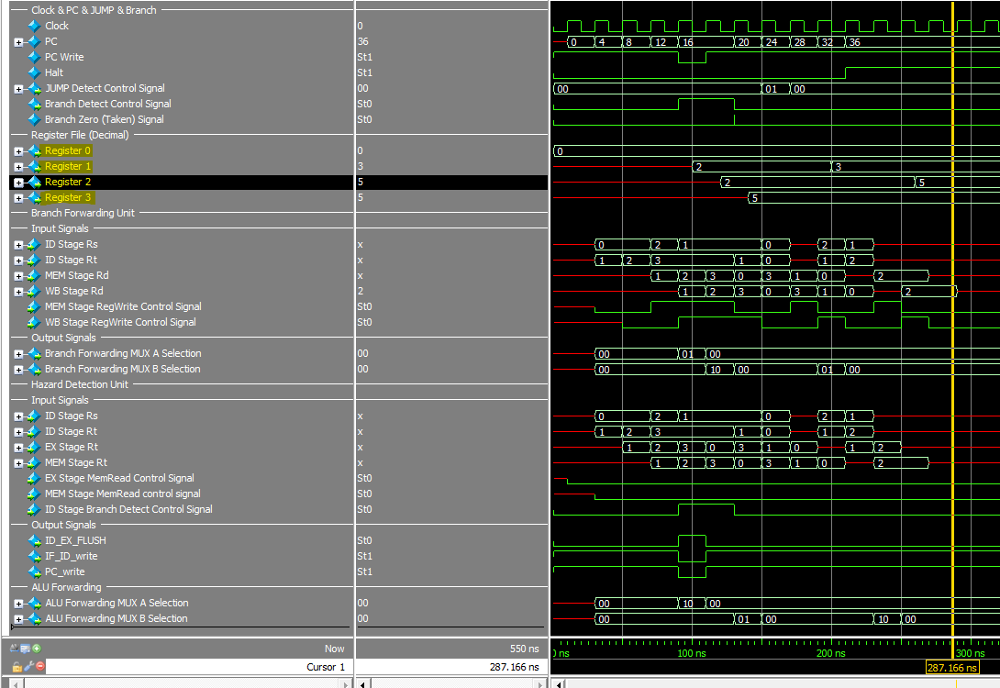 Clock & PC & JUMP & Branch
Clock 0
PC 36 0 4 8 12 16 20 24 28 32 36
PC Write St1
Halt St1
JUMP Detect Control Signal 00 00 01 00
Branch Detect Control Signal St0
Branch Zero (Taken) Signal St0
Register File (Decimal)
Register 0 0 0
Register 1 3 2 3
Register 2 5 2 5
Register 3 5 5
Branch Forwarding Unit
Input Signals
ID Stage Rs x 0 2 1 0 2 1
ID Stage Rt x 1 2 3 1 0 1 2
MEM Stage Rd x 1 2 3 0 3 1 0 2
WB Stage Rd 2 1 2 3 0 3 1 0 2
MEM Stage RegWrite Control Signal St0
WB Stage RegWrite Control Signal St0
Output Signals
Branch Forwarding MUX A Selection 00 00 01 00
Branch Forwarding MUX B Selection 00 00 10 00 01 00
Hazard Detection Unit
Input Signals
ID Stage Rs x 0 2 1 0 2 1
ID Stage Rt x 1 2 3 1 0 1 2
EX Stage Rt x 1 2 3 0 3 1 0 1 2
MEM Stage Rt x 1 2 3 0 3 1 0 2
EX Stage MemRead Control Signal St0
MEM Stage MemRead control signal St0
ID Stage Branch Detect Control Signal St0
Output Signals
ID_EX_FLUSH St0
IF_ID_write St1
PC_write St1
ALU Forwarding
ALU Forwarding MUX A Selection 00 00 10 00
ALU Forwarding MUX B Selection 00 00 01 00 10 00
Now 550 ns 0 ns 100 ns 200 ns 300 ns
Cursor 1 287.166 ns 287.166 ns